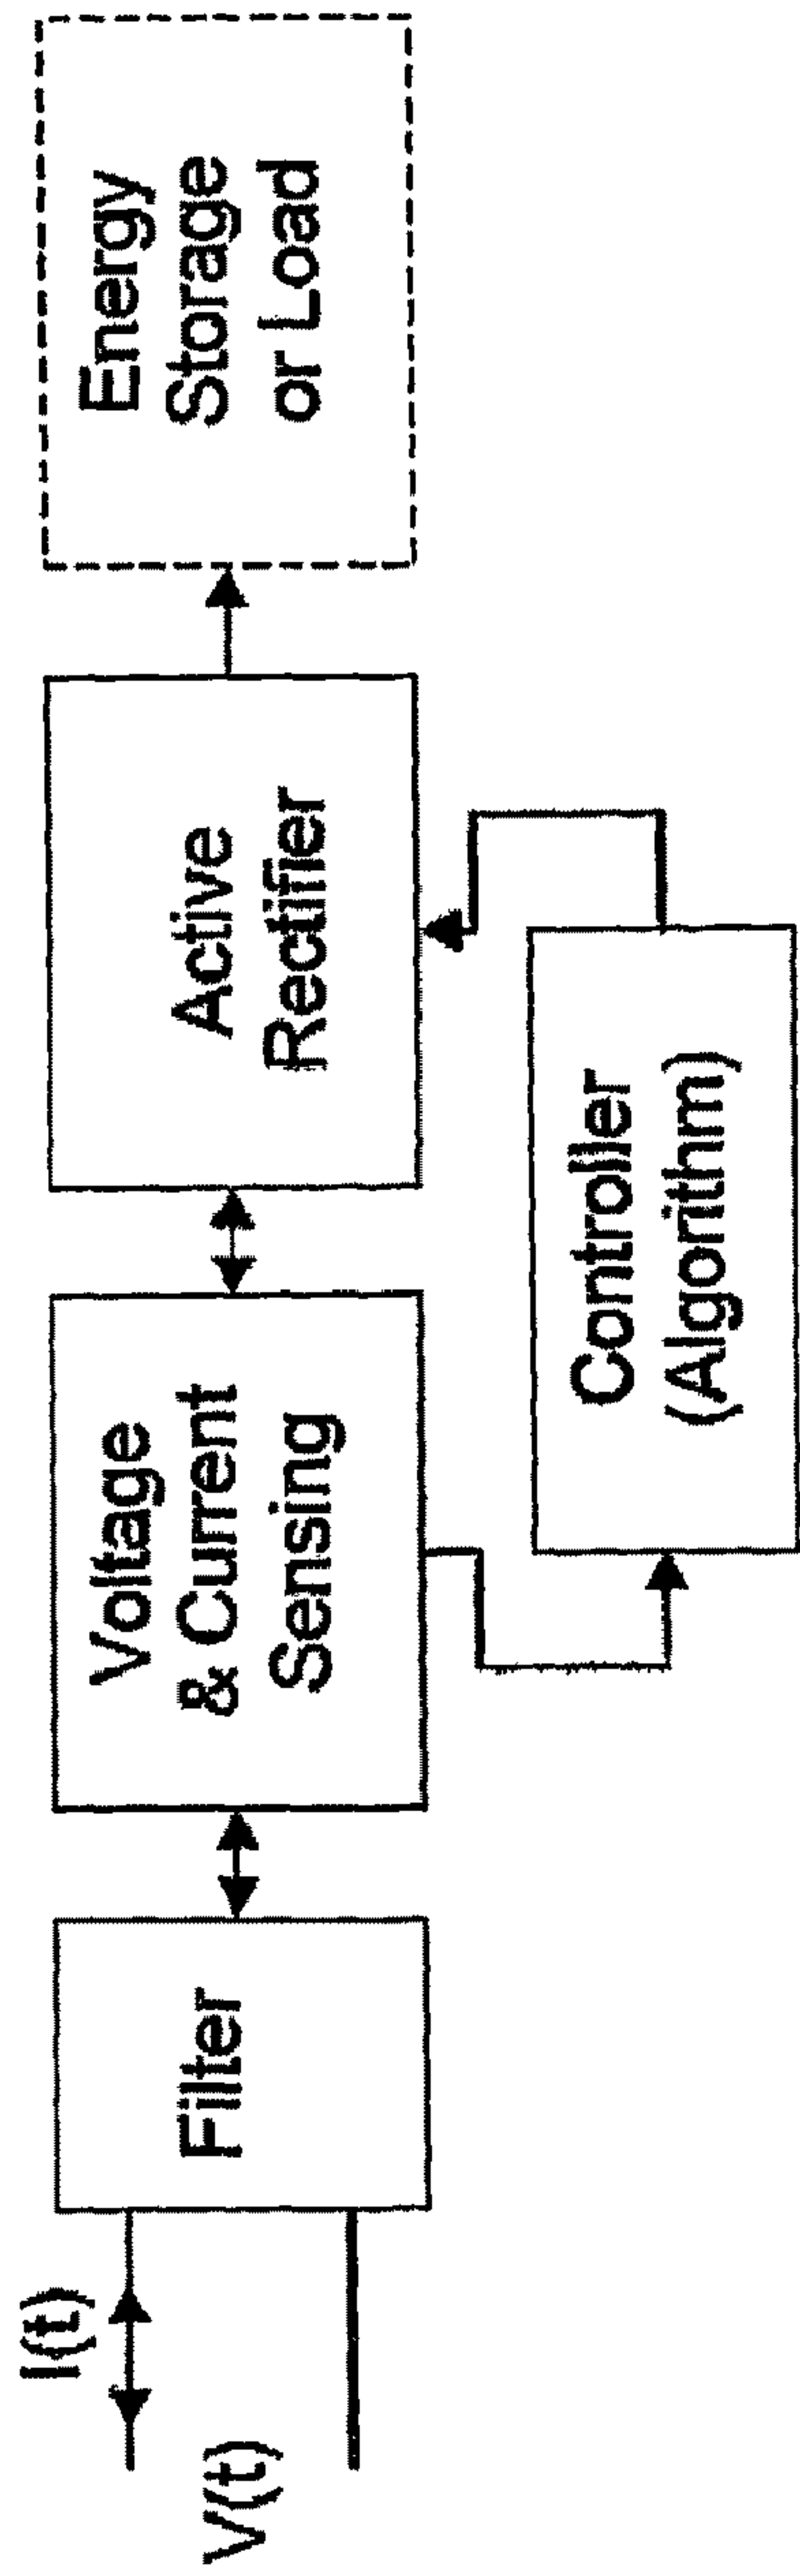 I(t)
V(t)
Filter
Voltage
& Current
Sensing
Active
Rectifier
Energy
Storage
or Load
Controller
(Algorithm)